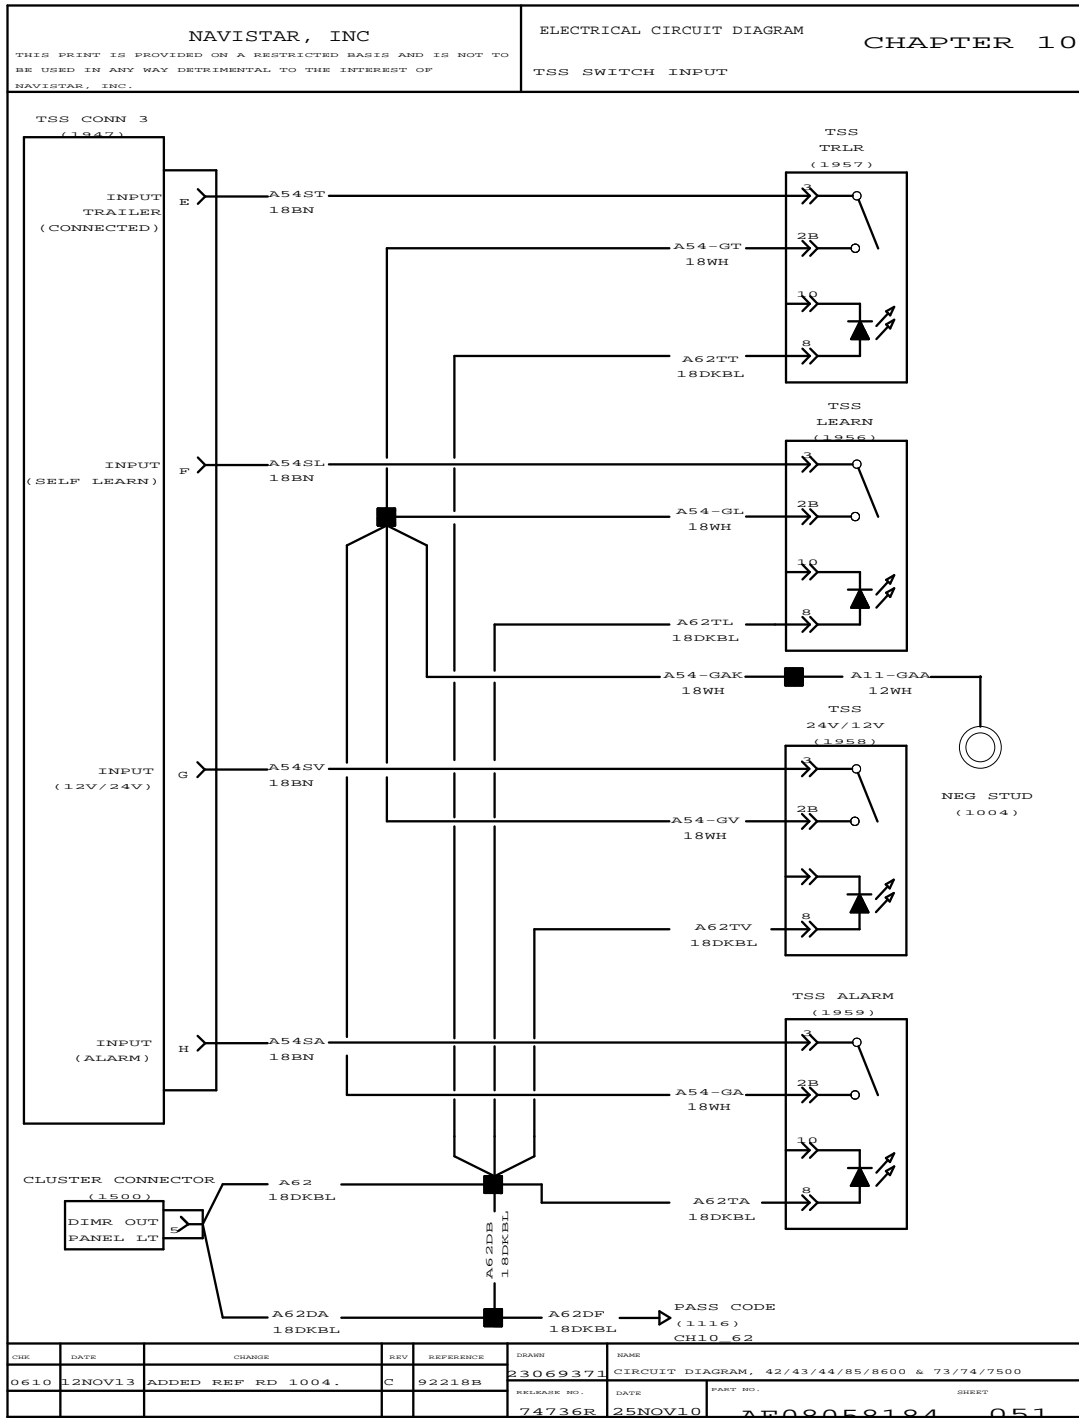 NAVISTAR, INC
THIS PRINT IS PROVIDED ON A RESTRICTED BASIS AND IS NOT TO
BE USED IN ANY WAY DETRIMENTAL TO THE INTEREST OF
NAVISTAR, INC.
ELECTRICAL CIRCUIT DIAGRAM
TSS SWITCH INPUT
CHAPTER 10
TSS CONN 3
(1947)
INPUT
TRAILER
(CONNECTED)
E
A54ST
18BN
TSS
TRLR
(1957)
3
2B
10
8
A54-GT
18WH
A62TT
18DKBL
INPUT
(SELF LEARN)
F
A54SL
18BN
TSS
LEARN
(1956)
3
2B
10
8
A54-GL
18WH
A62TL
18DKBL
A54-GAK
18WH
A11-GAA
12WH
NEG STUD
(1004)
INPUT
(12V/24V)
G
A54SV
18BN
TSS
24V/12V
(1958)
3
2B
8
A54-GV
18WH
A62TV
18DKBL
INPUT
(ALARM)
H
A54SA
18BN
TSS ALARM
(1959)
3
2B
10
8
A54-GA
18WH
A62TA
18DKBL
CLUSTER CONNECTOR
(1500)
DIMR OUT
PANEL LT
5
A62
18DKBL
A62DB
18DKBL
A62DA
18DKBL
A62DF
18DKBL
PASS CODE
(1116)
CH10_62
CHK DATE CHANGE REV REFERENCE
0610 12NOV13 ADDED REF RD 1004. C 92218B
DRAWN
23069371
NAME
CIRCUIT DIAGRAM, 42/43/44/85/8600 & 73/74/7500
RELEASE NO.
74736R
DATE
25NOV10
PART NO.
AE08058184
SHEET
051